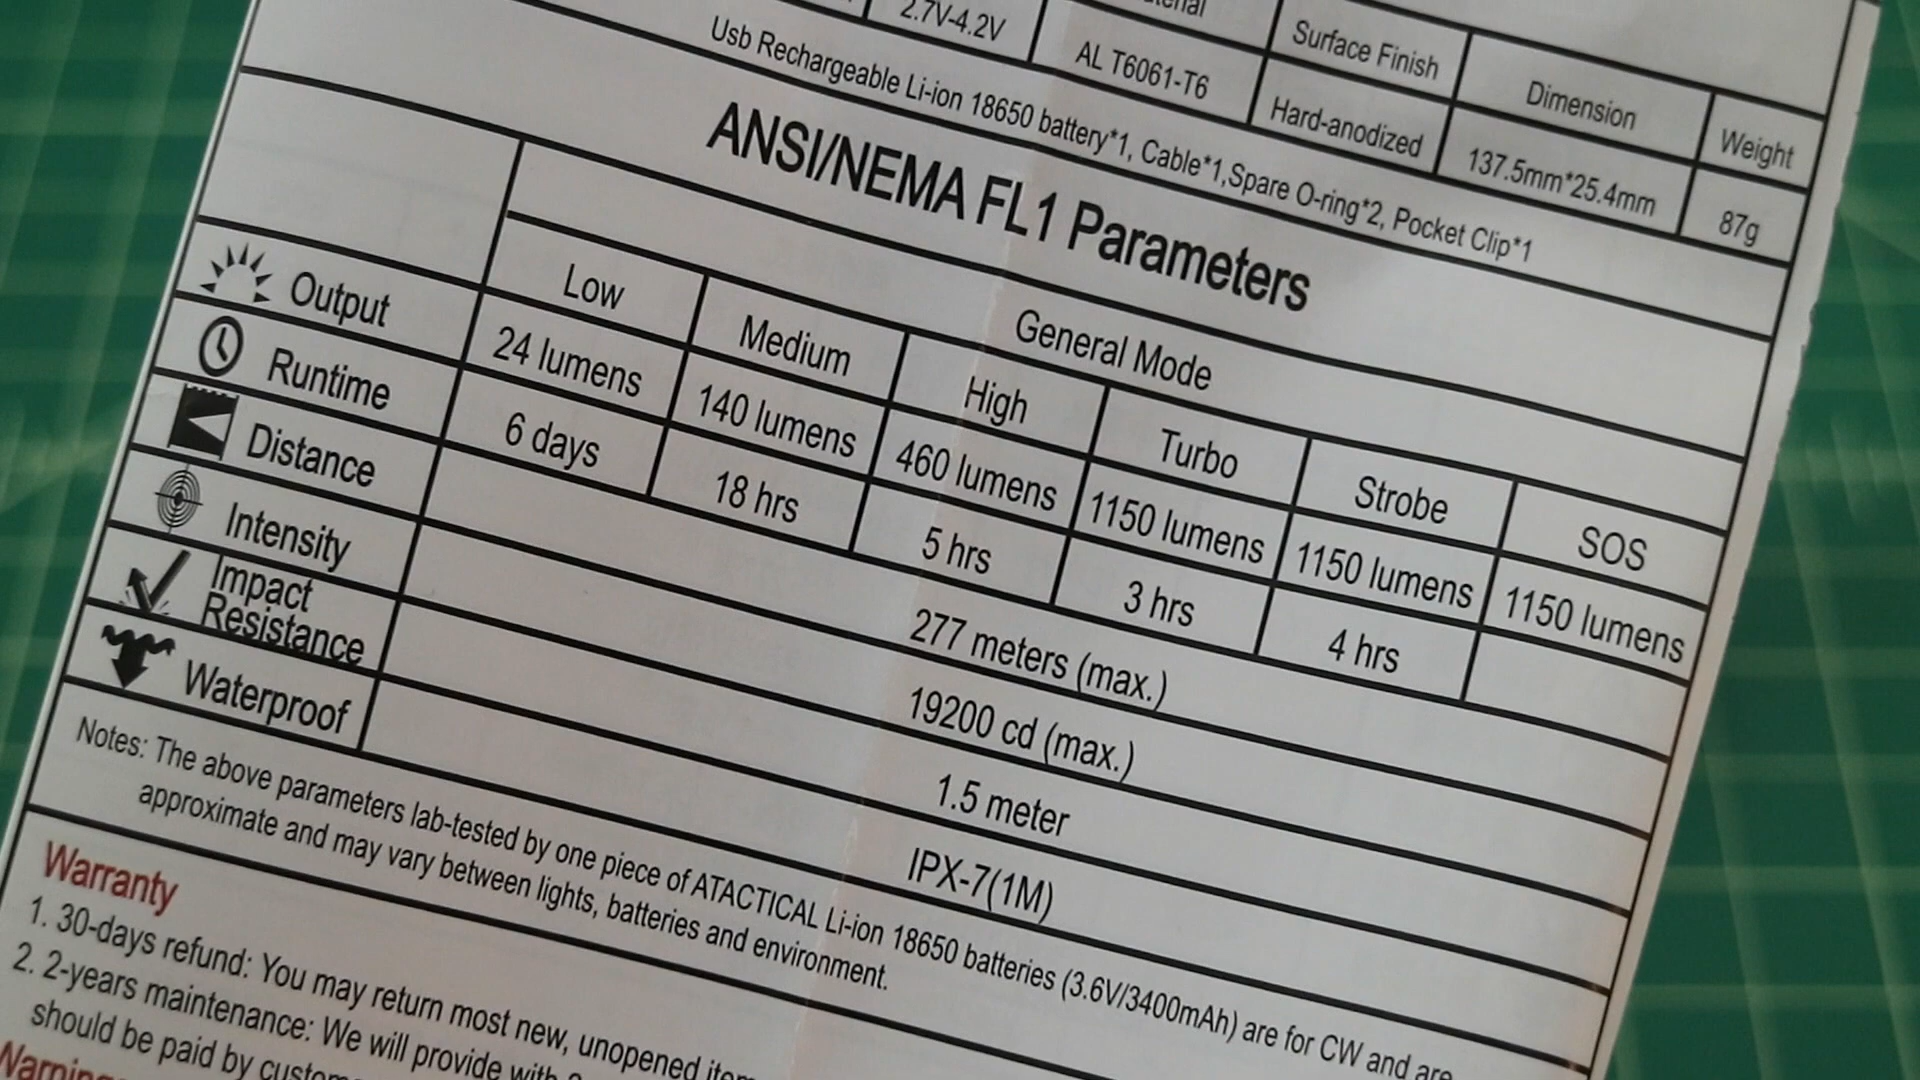 2.7V-4.2V
AL T6061-T6
Surface Finish
Hard-anodized
Dimension
137.5mm*25.4mm
Weight
87g
Usb Rechargeable Li-ion 18650 battery*1, Cable*1,Spare O-ring*2, Pocket Clip*1
ANSI/NEMA FL1 Parameters
General Mode
Low Medium High Turbo Strobe SOS
Output 24 lumens 140 lumens 460 lumens 1150 lumens 1150 lumens 1150 lumens
Runtime 6 days 18 hrs 5 hrs 3 hrs 4 hrs
Distance 277 meters (max.)
Intensity 19200 cd (max.)
Impact
Resistance 1.5 meter
Waterproof IPX-7(1M)
Notes: The above parameters lab-tested by one piece of ATACTICAL Li-ion 18650 batteries (3.6V/3400mAh) are for CW and are
approximate and may vary between lights, batteries and environment.
Warranty
1. 30-days refund: You may return most new, unopened
2. 2-years maintenance: We will provide with
should be paid by